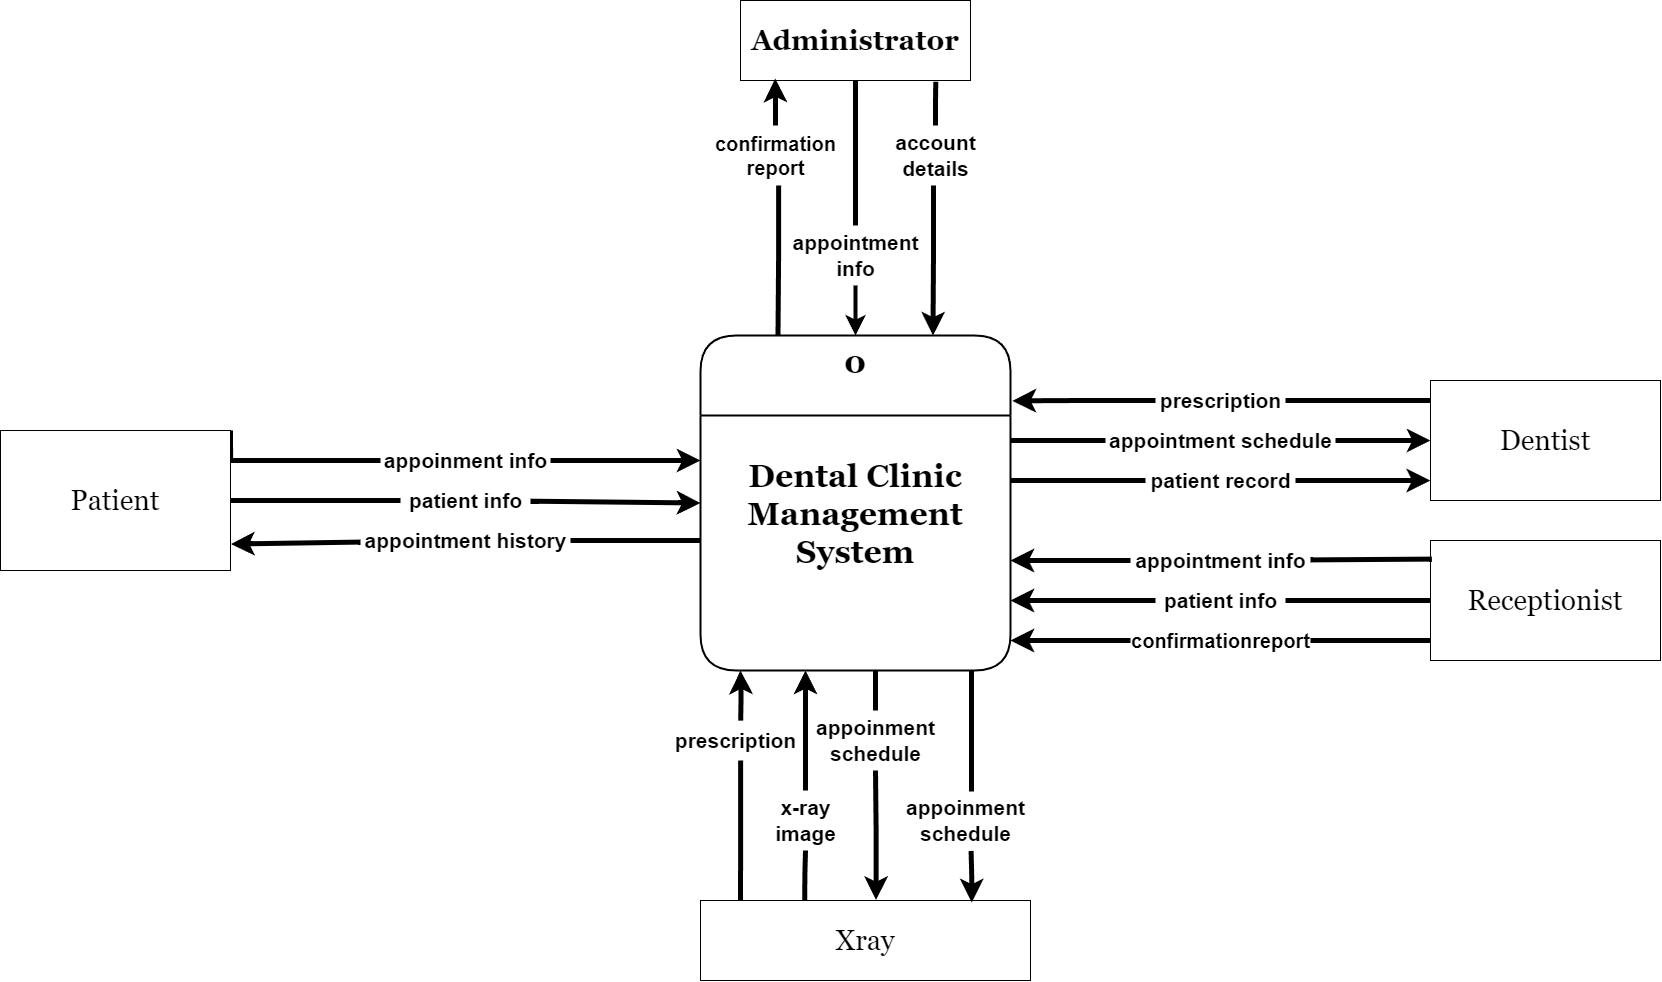 Administrator
confirmation
report
account
details
appointment
info
0
Dental Clinic
Management
System
Patient
appoinment info
patient info
appointment history
prescription
appointment schedule
patient record
Dentist
appointment info
patient info
confirmationreport
Receptionist
prescription
x-ray
image
appoinment
schedule
appoinment
schedule
Xray